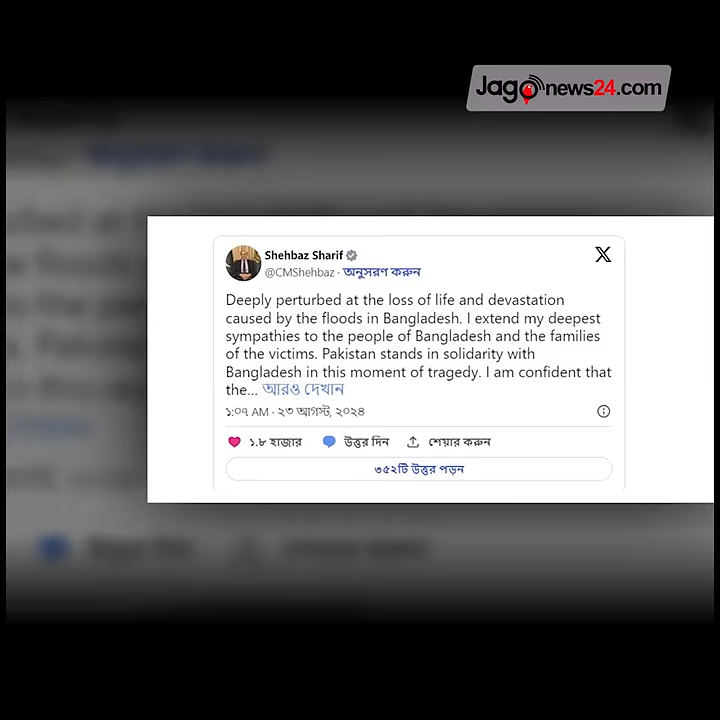 Jagonews24.com
Shehbaz Sharif
@CMShehbaz · অনুসরণ করুন
X
Deeply perturbed at the loss of life and devastation
caused by the floods in Bangladesh. I extend my deepest
sympathies to the people of Bangladesh and the families
of the victims. Pakistan stands in solidarity with
Bangladesh in this moment of tragedy. I am confident that
the... আরও দেখান
১:০৭ AM · ২৩ আগস্ট, ২০২৪
১.৮ হাজার উত্তর দিন শেয়ার করুন
৩৫২টি উত্তর পড়ুন